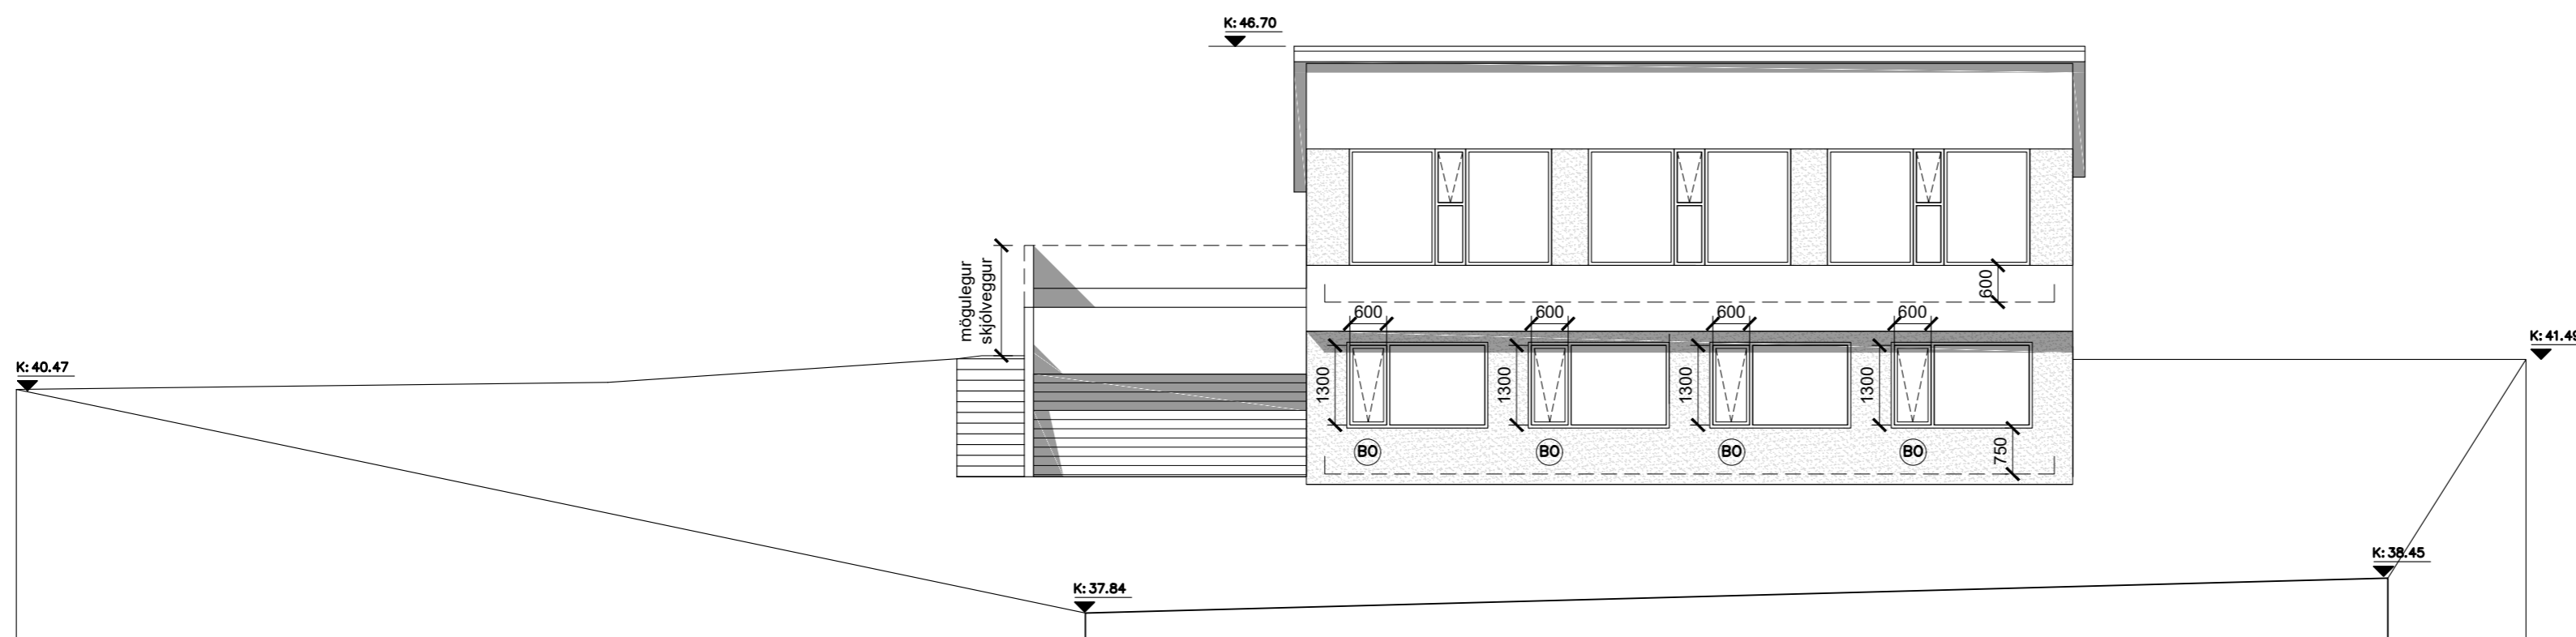 K: 46.70
mögulegur
skjólveggur
600
K: 40.47
K: 41.49
600 600 600 600
1300 1300 1300 1300
BO BO BO BO
750
K: 37.84
K: 38.45